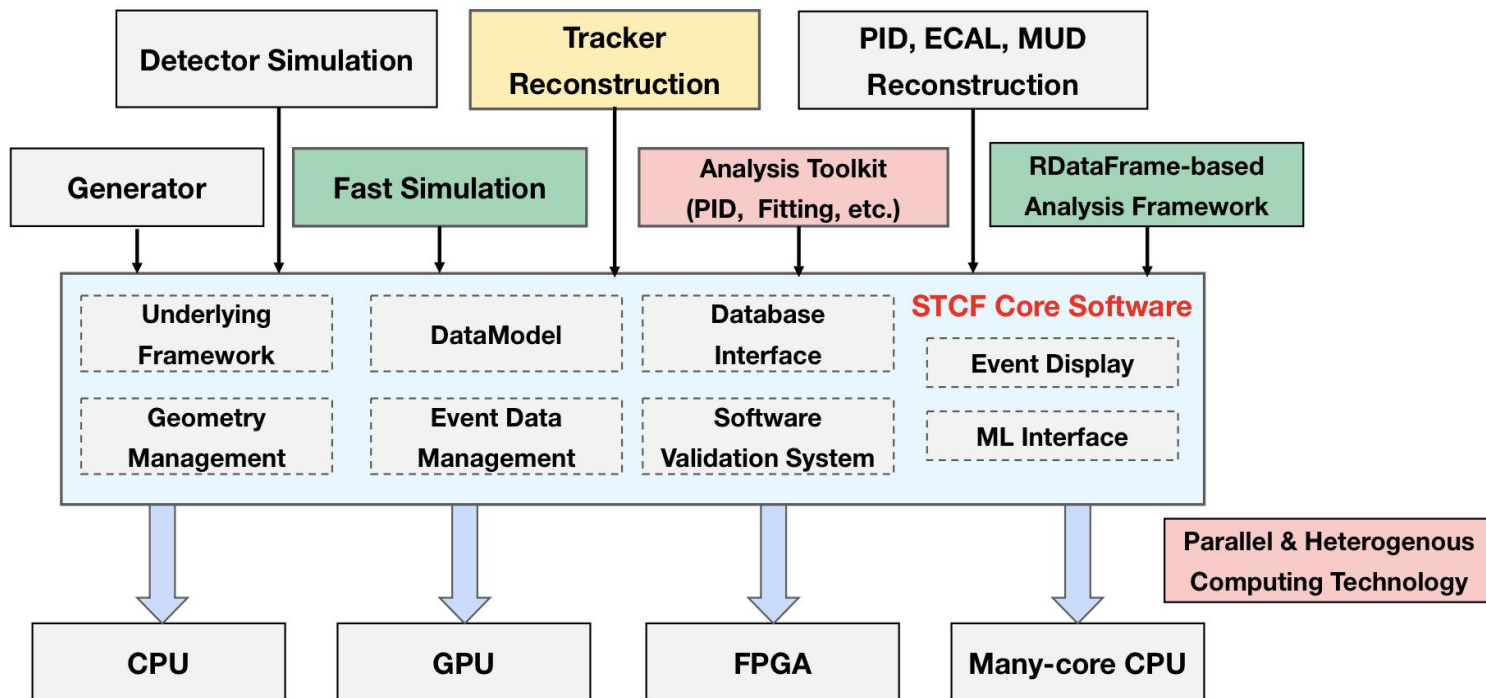 Detector Simulation
Tracker
Reconstruction
PID, ECAL, MUD
Reconstruction
Generator
Fast Simulation
Analysis Toolkit
(PID, Fitting, etc.)
RDataFrame-based
Analysis Framework
Underlying
Framework
DataModel
Database
Interface
STCF Core Software
Event Display
Geometry
Management
Event Data
Management
Software
Validation System
ML Interface
Parallel & Heterogenous
Computing Technology
CPU
GPU
FPGA
Many-core CPU